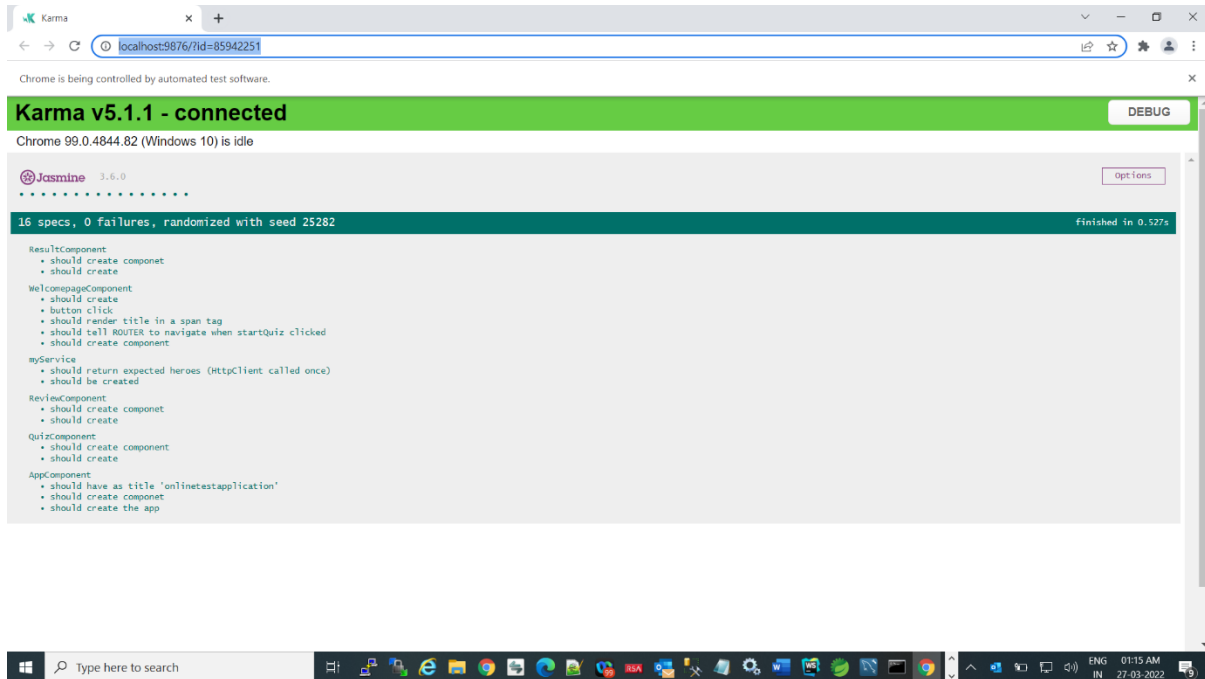 Karma
localhost:9876/?id=85942251
Chrome is being controlled by automated test software.
Karma v5.1.1 - connected
DEBUG
Chrome 99.0.4844.82 (Windows 10) is idle
Jasmine 3.6.0
Options
16 specs, 0 failures, randomized with seed 25282
finished in 0.527s
ResultComponent
• should create componet
• should create
WelcomepageComponent
• should create
• button click
• should render title in a span tag
• should tell ROUTER to navigate when startQuiz clicked
• should create component
myService
• should return expected heroes (HttpClient called once)
• should be created
ReviewComponent
• should create componet
• should create
QuizComponent
• should create component
• should create
AppComponent
• should have as title 'onlinetestapplication'
• should create componet
• should create the app
Type here to search
RSA
ENG
IN
01:15 AM
27-03-2022